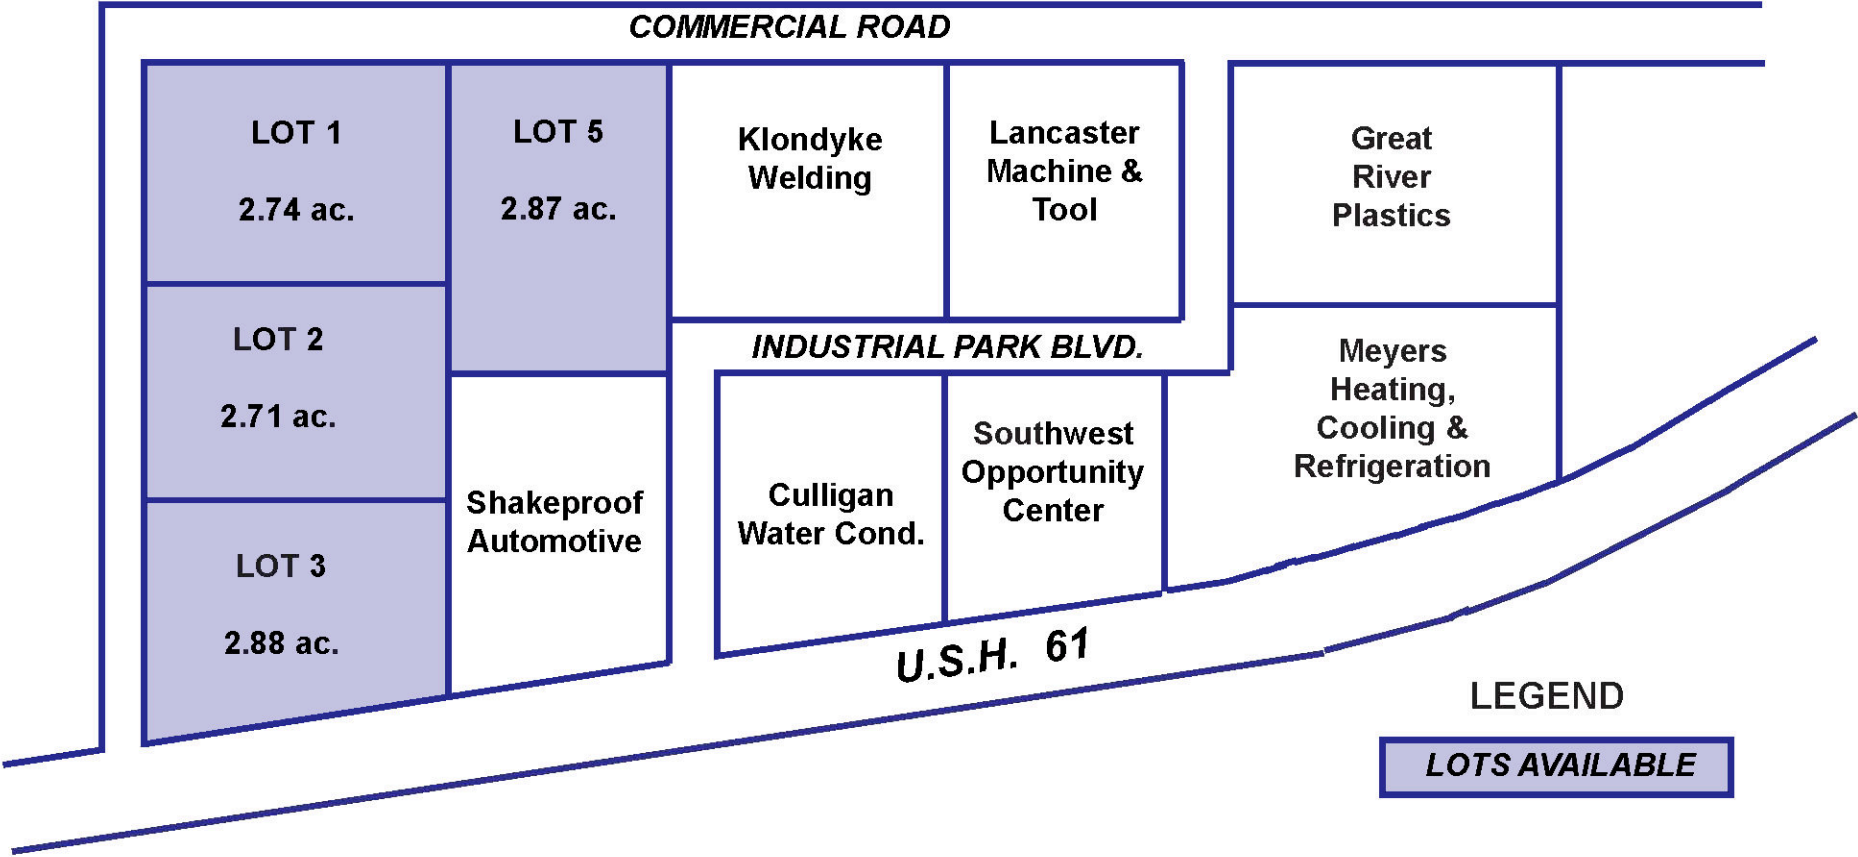 COMMERCIAL ROAD
LOT 1
2.74 ac.
LOT 5
2.87 ac.
Klondyke
Welding
Lancaster
Machine &
Tool
Great
River
Plastics
LOT 2
2.71 ac.
INDUSTRIAL PARK BLVD.
Meyers
Heating,
Cooling &
Refrigeration
Shakeproof
Automotive
Culligan
Water Cond.
Southwest
Opportunity
Center
LOT 3
2.88 ac.
U.S.H. 61
LEGEND
LOTS AVAILABLE